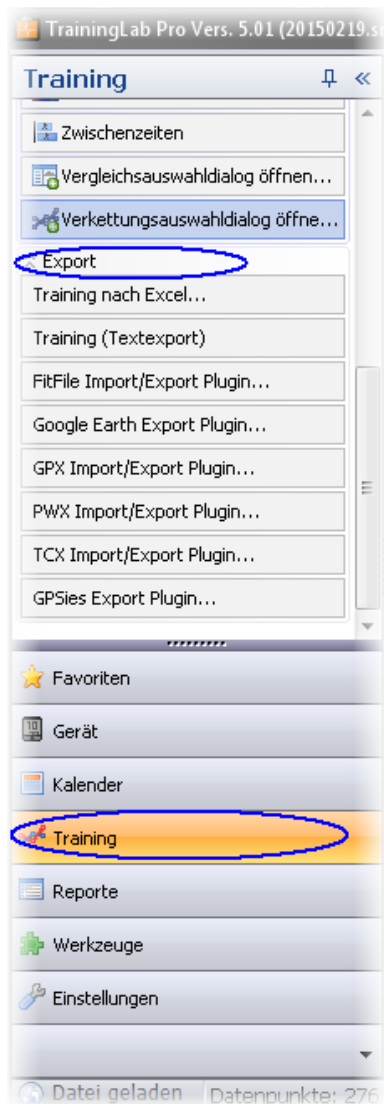 TrainingLab Pro Vers. 5.01 (20150219.s
Training
Zwischenzeiten
Vergleichsauswahldialog öffnen...
Verkettungsauswahldialog öffne...
Export
Training nach Excel...
Training (Textexport)
FitFile Import/Export Plugin...
Google Earth Export Plugin...
GPX Import/Export Plugin...
PWX Import/Export Plugin...
TCX Import/Export Plugin...
GPSies Export Plugin...
Favoriten
Gerät
Kalender
Training
Reporte
Werkzeuge
Einstellungen
Datei geladen Datenpunkte: 276